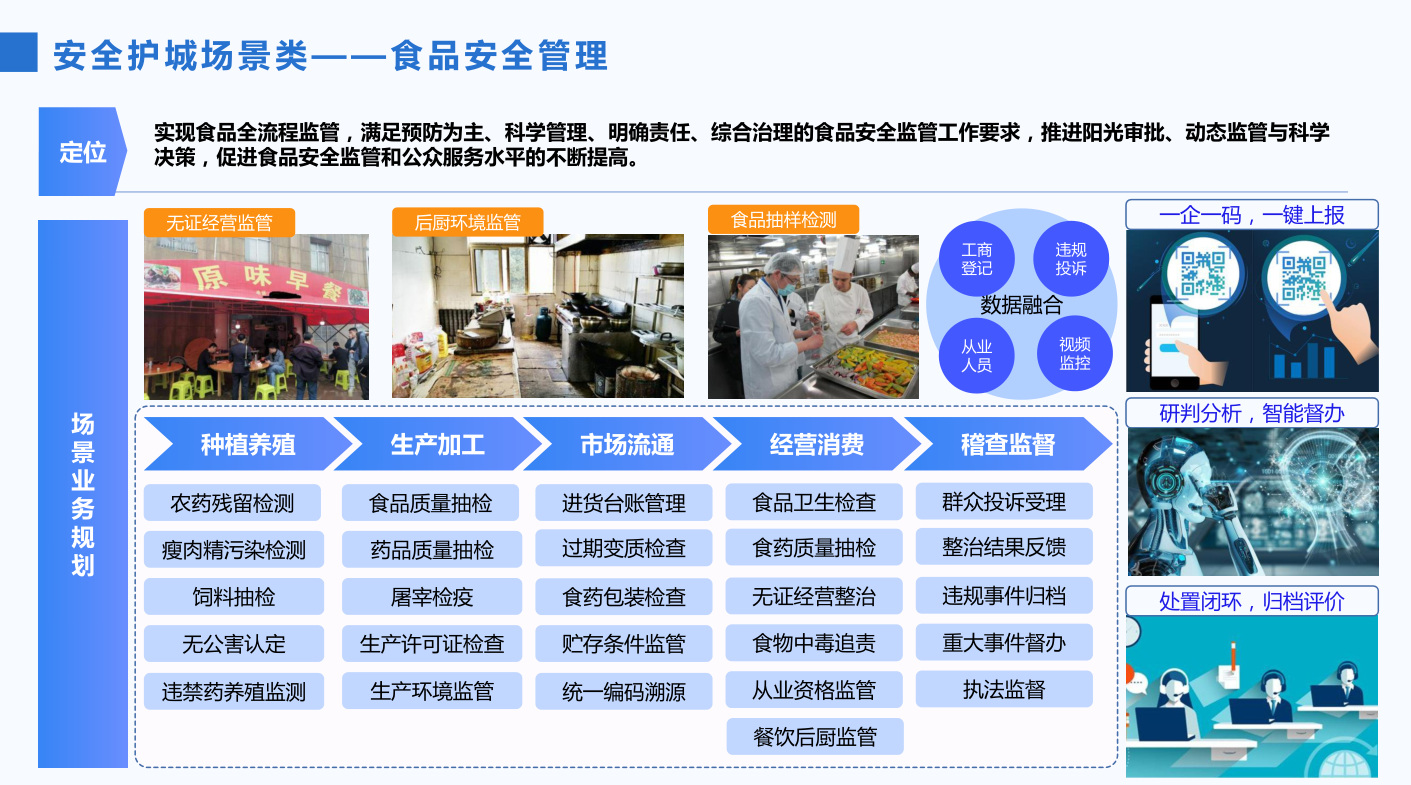 安全护城场景类——食品安全管理
定位
实现食品全流程监管，满足预防为主、科学管理、明确责任、综合治理的食品安全监管工作要求，推进阳光审批、动态监管与科学
决策，促进食品安全监管和公众服务水平的不断提高。
场景业务规划
无证经营监管
原味早餐
后厨环境监管
食品抽样检测
工商
登记
违规
投诉
数据融合
从业
人员
视频
监控
一企一码，一键上报
研判分析，智能督办
处置闭环，归档评价
种植养殖
农药残留检测
瘦肉精污染检测
饲料抽检
无公害认定
违禁药养殖监测
生产加工
食品质量抽检
药品质量抽检
屠宰检疫
生产许可证检查
生产环境监管
市场流通
进货台账管理
过期变质检查
食药包装检查
贮存条件监管
统一编码溯源
经营消费
食品卫生检查
食药质量抽检
无证经营整治
食物中毒追责
从业资格监管
餐饮后厨监管
稽查监督
群众投诉受理
整治结果反馈
违规事件归档
重大事件督办
执法监督